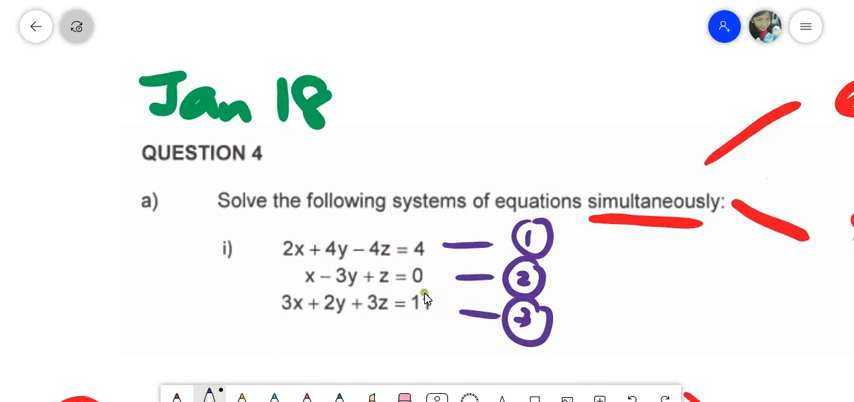 Jan 18
QUESTION 4
a) Solve the following systems of equations simultaneously:
i) 2x + 4y – 4z = 4 — 1
x – 3y + z = 0 — 2
3x + 2y + 3z = 11 — 3